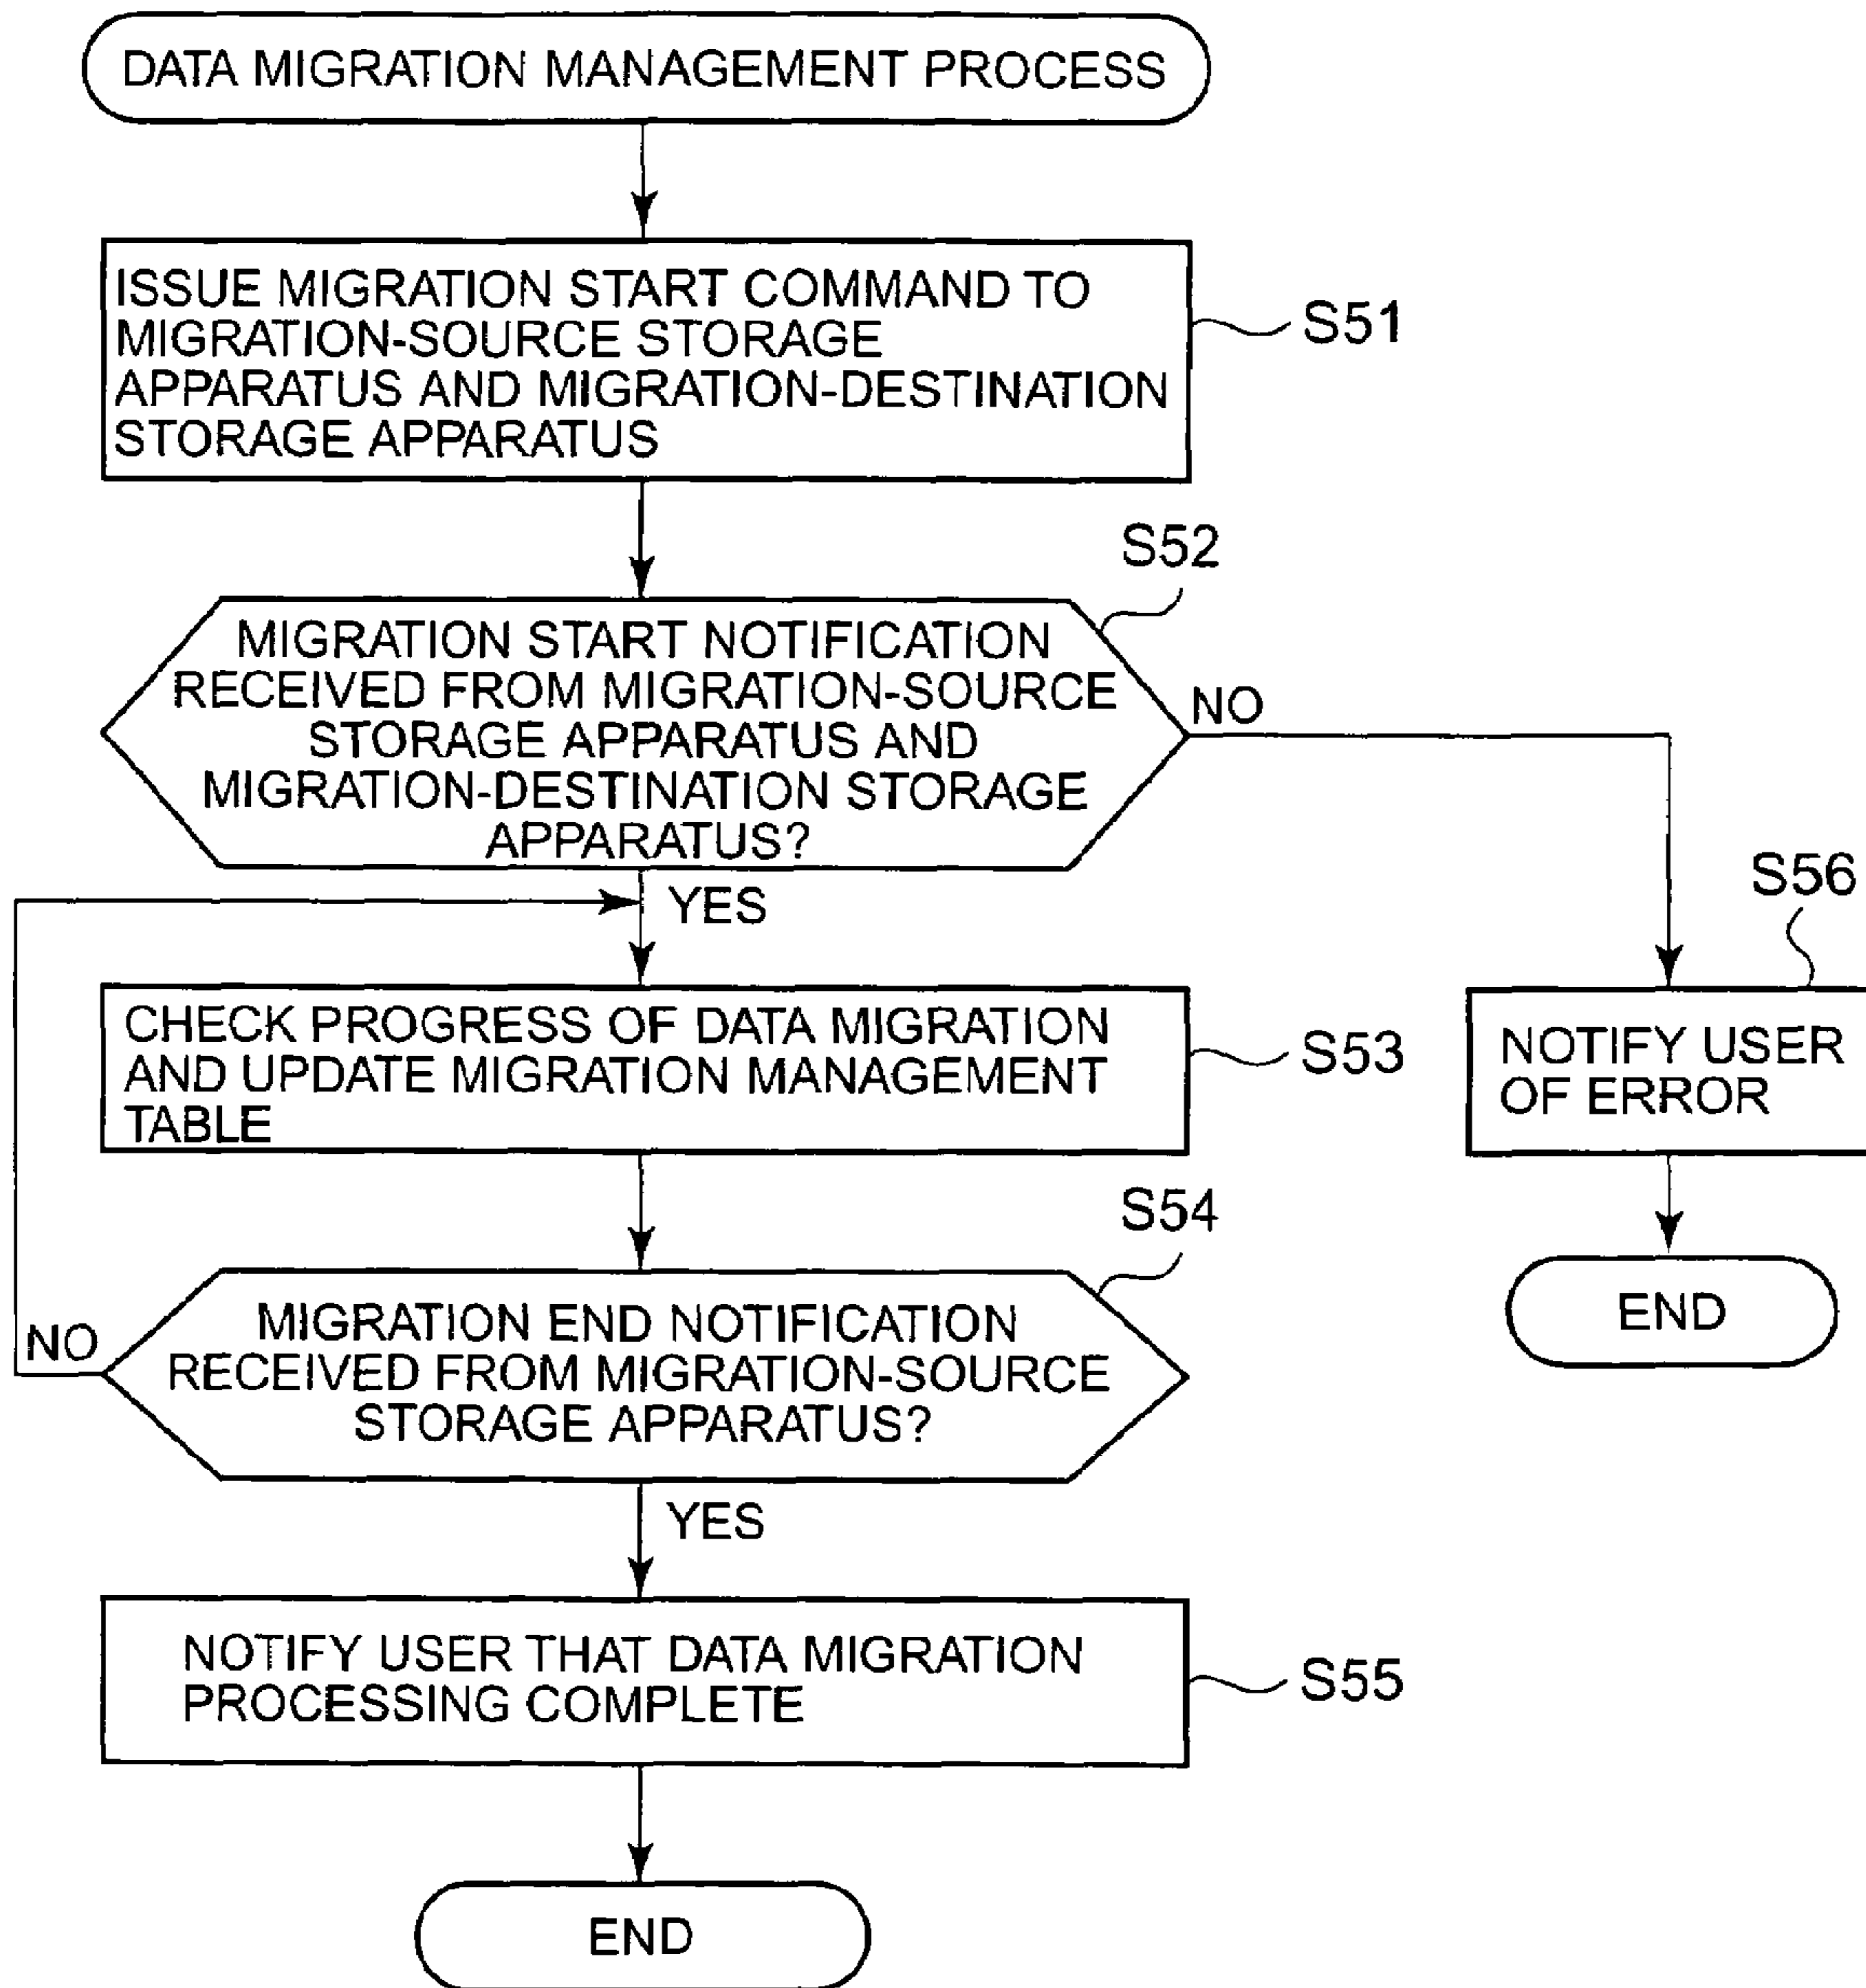 DATA MIGRATION MANAGEMENT PROCESS
ISSUE MIGRATION START COMMAND TO
MIGRATION-SOURCE STORAGE
APPARATUS AND MIGRATION-DESTINATION
STORAGE APPARATUS
S51
S52
MIGRATION START NOTIFICATION
RECEIVED FROM MIGRATION-SOURCE
STORAGE APPARATUS AND
MIGRATION-DESTINATION STORAGE
APPARATUS?
NO
YES
S56
CHECK PROGRESS OF DATA MIGRATION
AND UPDATE MIGRATION MANAGEMENT
TABLE
S53
NOTIFY USER
OF ERROR
S54
MIGRATION END NOTIFICATION
RECEIVED FROM MIGRATION-SOURCE
STORAGE APPARATUS?
NO
END
YES
NOTIFY USER THAT DATA MIGRATION
PROCESSING COMPLETE
S55
END